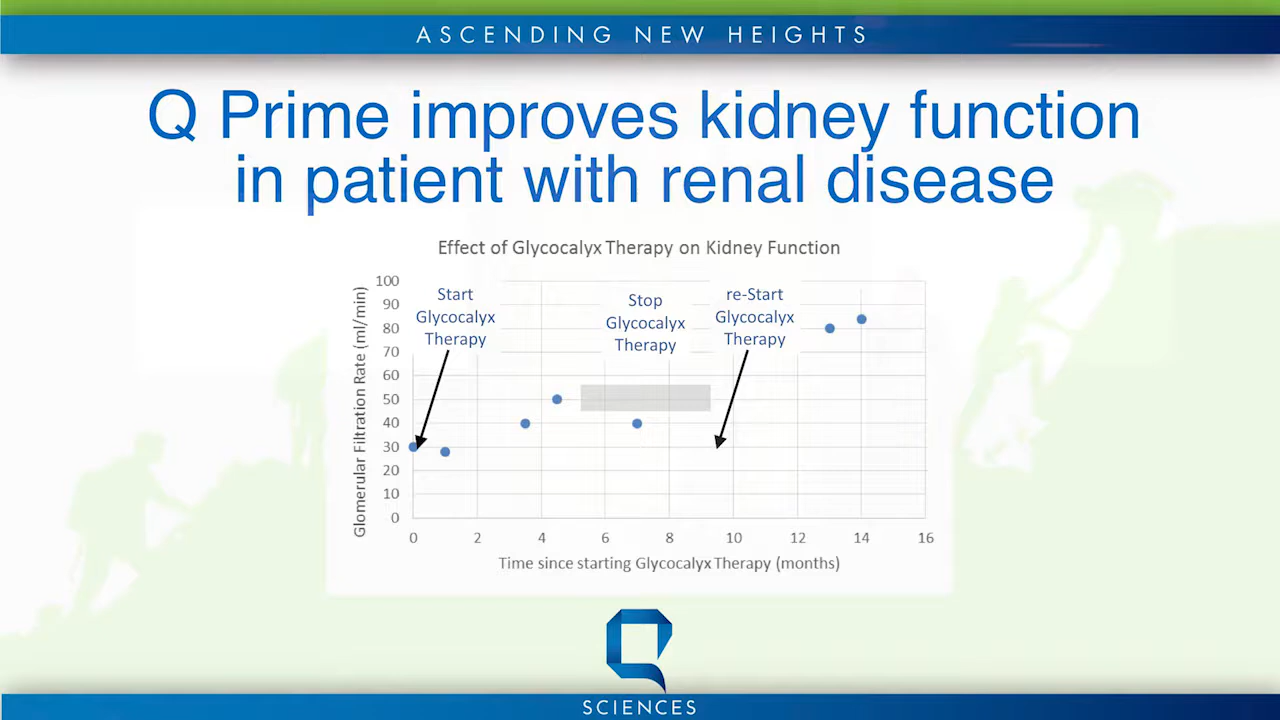 ASCENDING NEW HEIGHTS
Q Prime improves kidney function
in patient with renal disease
Effect of Glycocalyx Therapy on Kidney Function
Glomerular Filtration Rate (ml/min)
100
90
80
70
60
50
40
30
20
10
0
Start
Glycocalyx
Therapy
Stop
Glycocalyx
Therapy
re-Start
Glycocalyx
Therapy
0 2 4 6 8 10 12 14 16
Time since starting Glycocalyx Therapy (months)
Q
SCIENCES